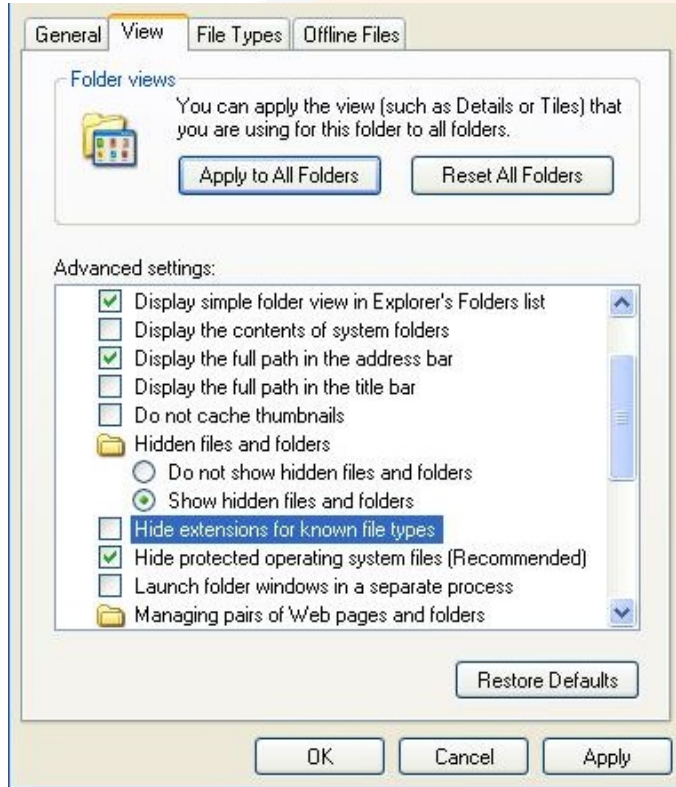 General
View
File Types
Offline Files
Folder views
You can apply the view (such as Details or Tiles) that
you are using for this folder to all folders.
Apply to All Folders
Reset All Folders
Advanced settings:
Display simple folder view in Explorer's Folders list
Display the contents of system folders
Display the full path in the address bar
Display the full path in the title bar
Do not cache thumbnails
Hidden files and folders
Do not show hidden files and folders
Show hidden files and folders
Hide extensions for known file types
Hide protected operating system files (Recommended)
Launch folder windows in a separate process
Managing pairs of Web pages and folders
Restore Defaults
OK
Cancel
Apply